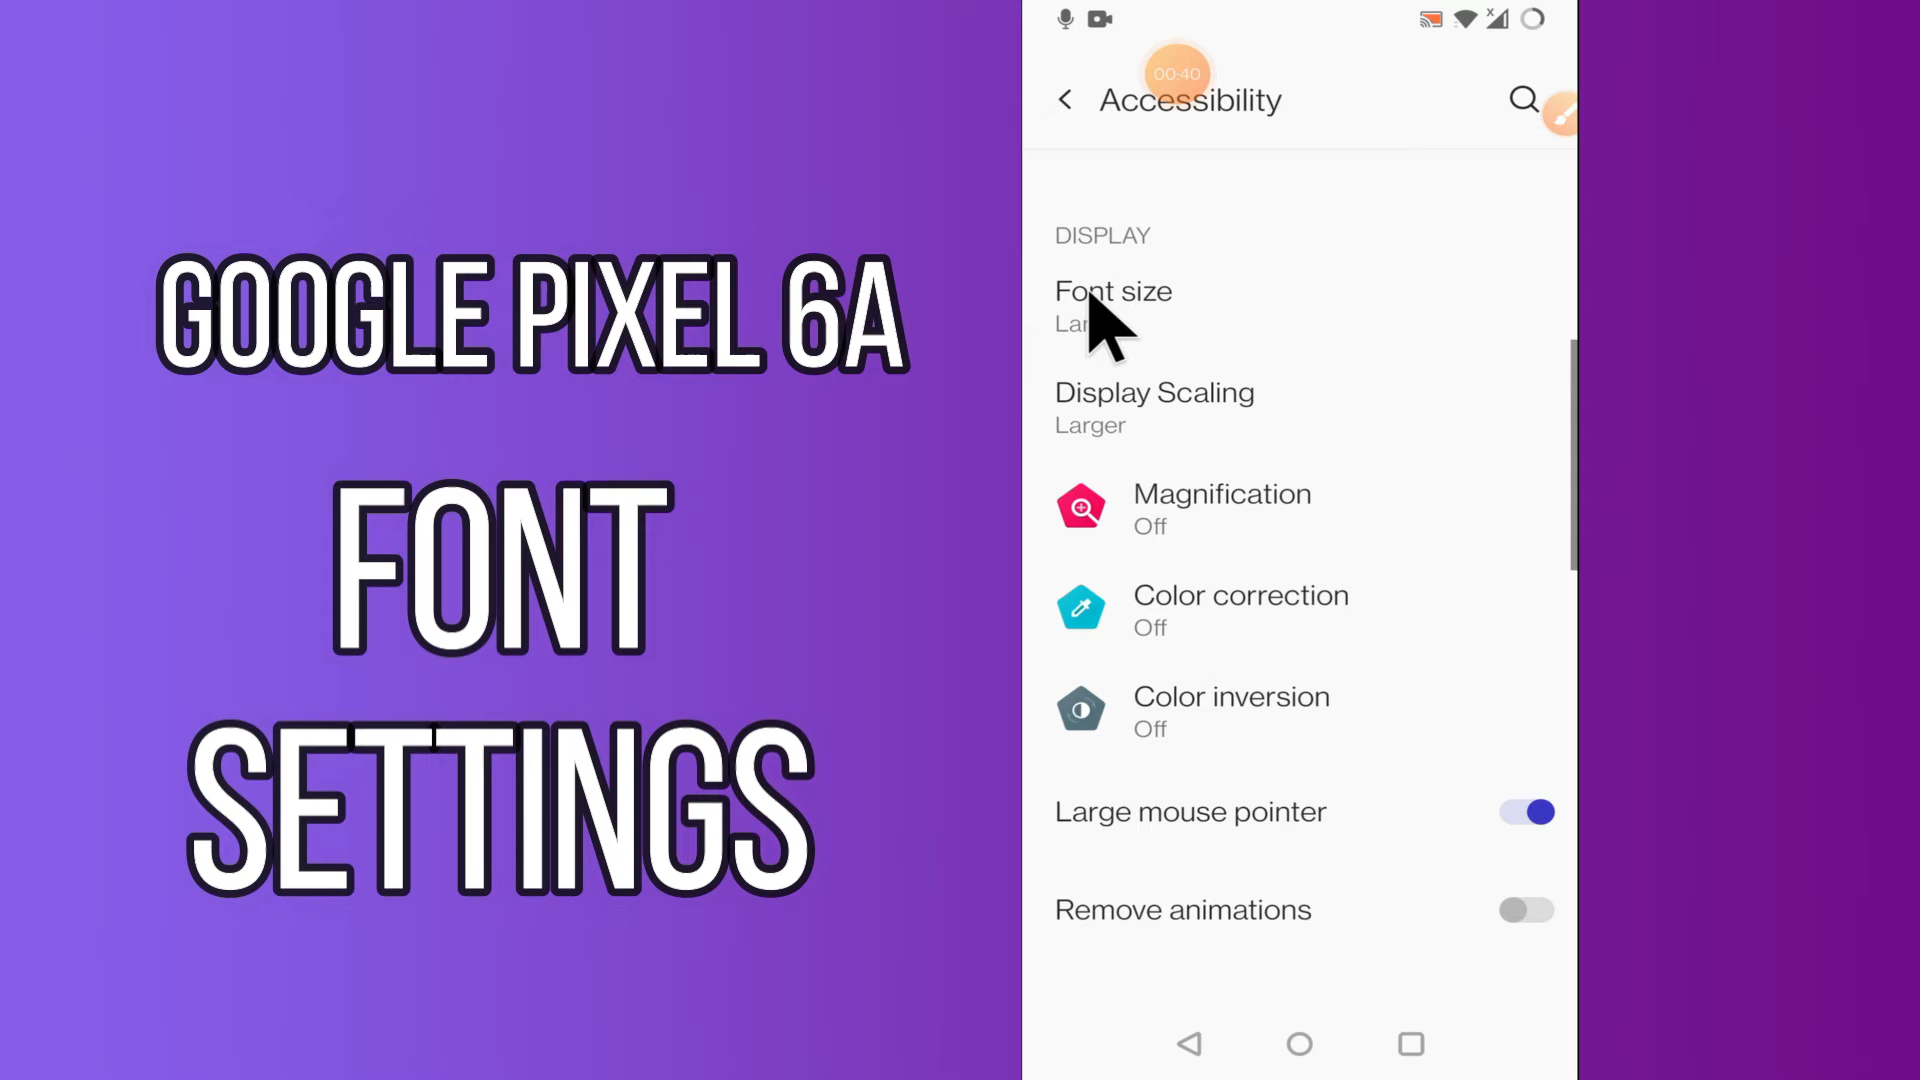 GOOGLE PIXEL 6A
FONT
SETTINGS
00:40
Accessibility
DISPLAY
Font size
Display Scaling
Larger
Magnification
Off
Color correction
Off
Color inversion
Off
Large mouse pointer
Remove animations